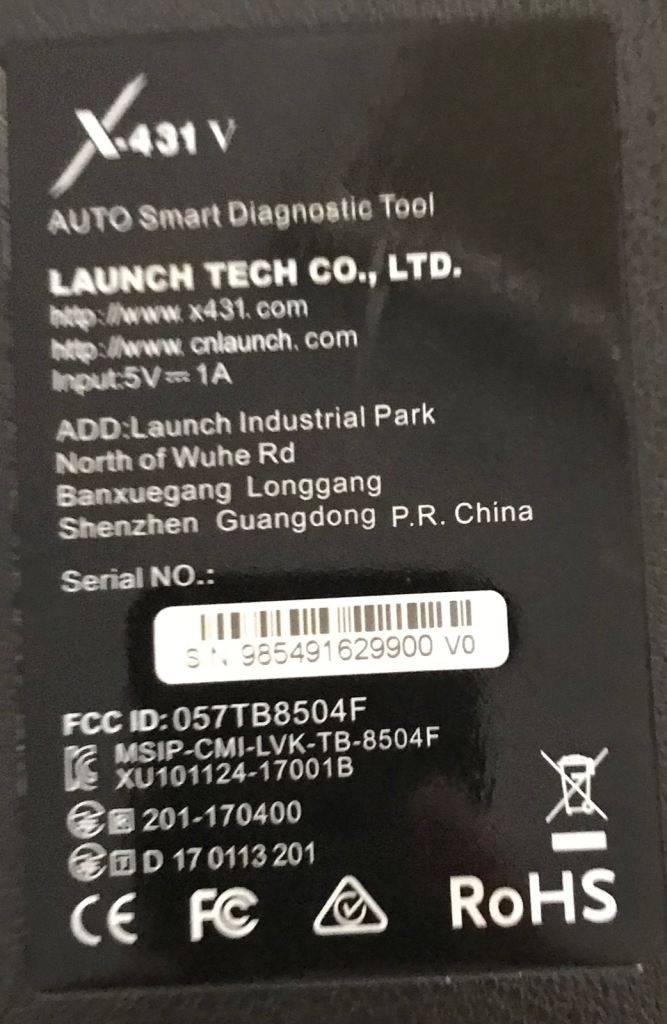 X-431 V
AUTO Smart Diagnostic Tool
LAUNCH TECH CO., LTD.
http://www.x431.com
http://www.cnlaunch.com
Input:5V⎓1A
ADD:Launch Industrial Park
North of Wuhe Rd
Banxuegang Longgang
Shenzhen Guangdong P.R. China
Serial NO.:
S N 985491629900 V0
FCC ID: 057TB8504F
MSIP-CMI-LVK-TB-8504F
XU101124-17001B
R 201-170400
T D 17 0113 201
CE FC RoHS